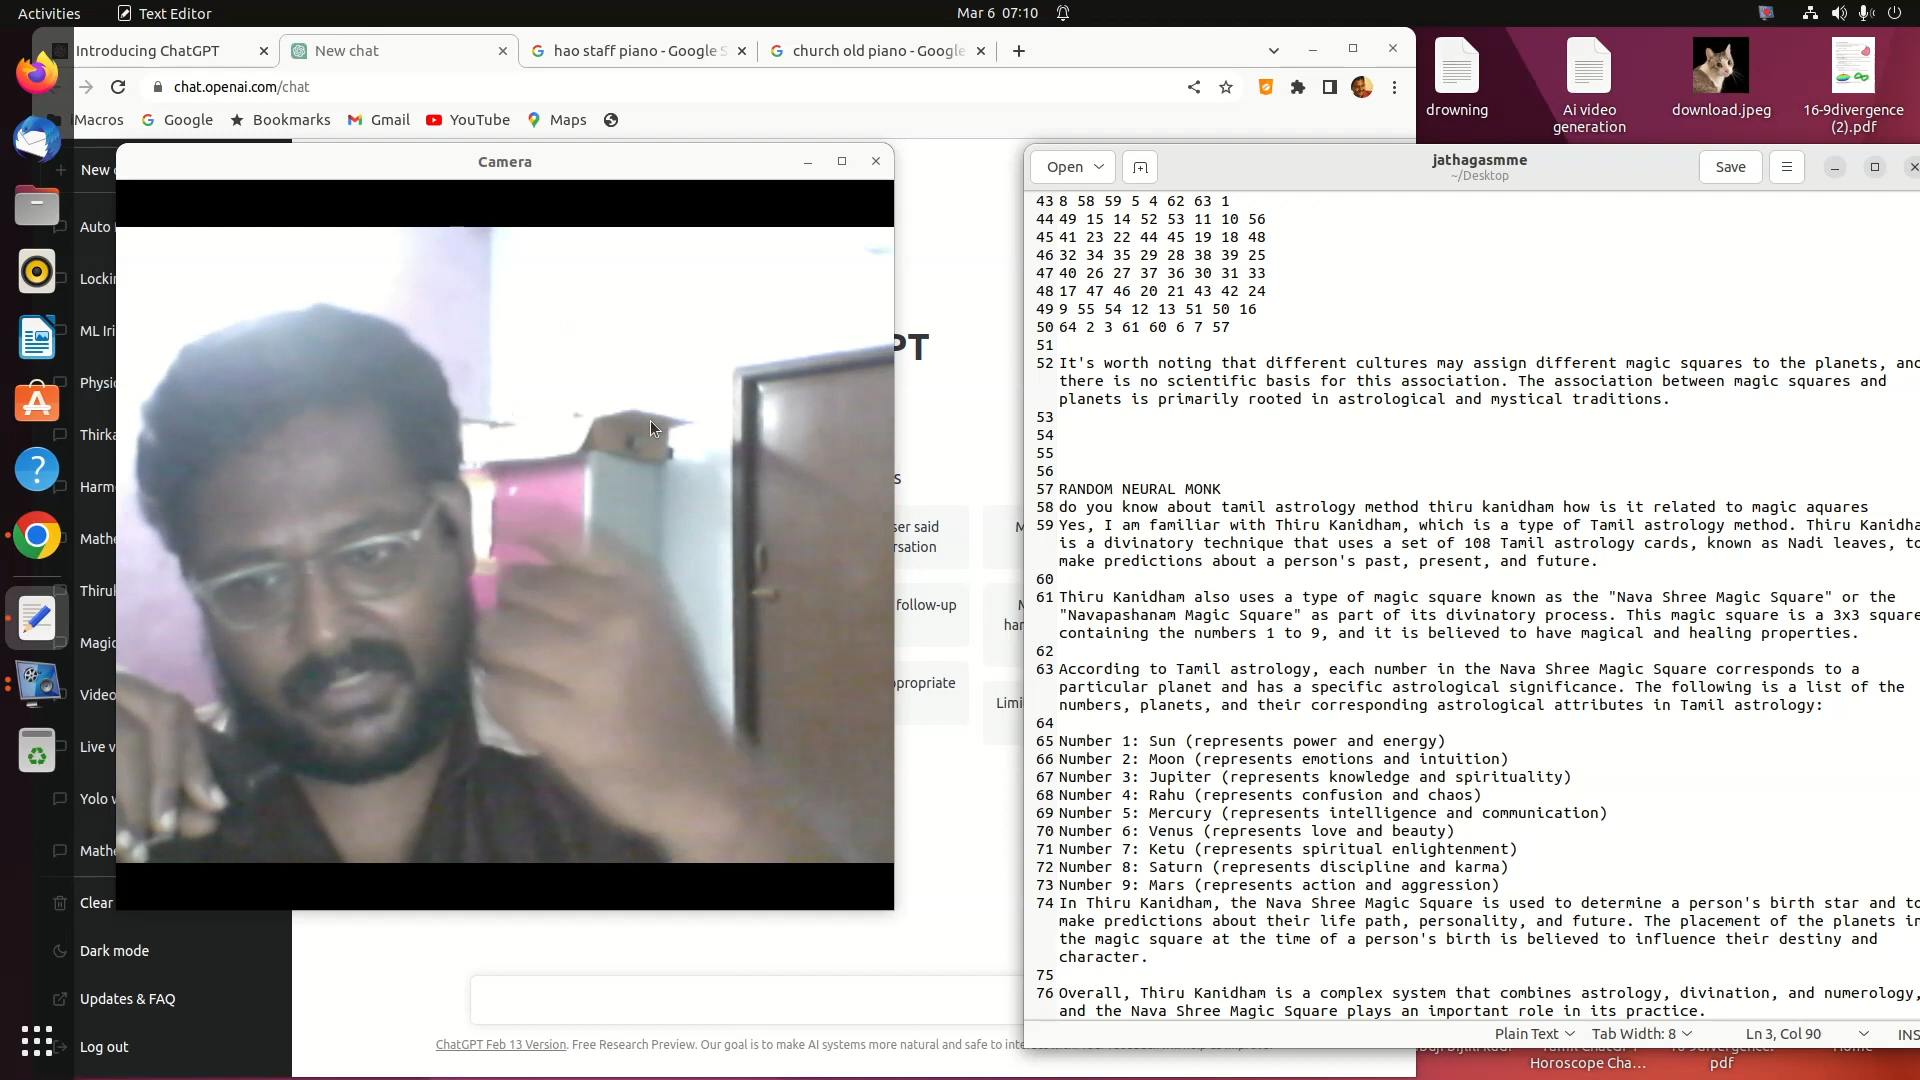 Activities
Text Editor
Mar 6 07:10
Introducing ChatGPT
New chat
hao staff piano - Google S
church old piano - Google
chat.openai.com/chat
Macros
Google
Bookmarks
Gmail
YouTube
Maps
drowning
Ai video
generation
download.jpeg
16-9divergence
(2).pdf
New
Auto
Locki
ML Iri
Physi
Thirka
Harm
Mathe
Thiru
Magic
Video
Live v
Yolo v
Mathe
Clear
Dark mode
Updates & FAQ
Log out
Camera
PT
s
ser said
rsation
follow-up
propriate
M
har
Limi
ChatGPT Feb 13 Version. Free Research Preview. Our goal is to make AI systems more natural and safe to
Open
jathagasmme
~/Desktop
Save
43 8 58 59 5 4 62 63 1
44 49 15 14 52 53 11 10 56
45 41 23 22 44 45 19 18 48
46 32 34 35 29 28 38 39 25
47 40 26 27 37 36 30 31 33
48 17 47 46 20 21 43 42 24
49 9 55 54 12 13 51 50 16
50 64 2 3 61 60 6 7 57
51
52 It's worth noting that different cultures may assign different magic squares to the planets, and
there is no scientific basis for this association. The association between magic squares and
planets is primarily rooted in astrological and mystical traditions.
53
54
55
56
57 RANDOM NEURAL MONK
58 do you know about tamil astrology method thiru kanidham how is it related to magic aquares
59 Yes, I am familiar with Thiru Kanidham, which is a type of Tamil astrology method. Thiru Kanidha
is a divinatory technique that uses a set of 108 Tamil astrology cards, known as Nadi leaves, to
make predictions about a person's past, present, and future.
60
61 Thiru Kanidham also uses a type of magic square known as the "Nava Shree Magic Square" or the
"Navapashanam Magic Square" as part of its divinatory process. This magic square is a 3x3 square
containing the numbers 1 to 9, and it is believed to have magical and healing properties.
62
63 According to Tamil astrology, each number in the Nava Shree Magic Square corresponds to a
particular planet and has a specific astrological significance. The following is a list of the
numbers, planets, and their corresponding astrological attributes in Tamil astrology:
64
65 Number 1: Sun (represents power and energy)
66 Number 2: Moon (represents emotions and intuition)
67 Number 3: Jupiter (represents knowledge and spirituality)
68 Number 4: Rahu (represents confusion and chaos)
69 Number 5: Mercury (represents intelligence and communication)
70 Number 6: Venus (represents love and beauty)
71 Number 7: Ketu (represents spiritual enlightenment)
72 Number 8: Saturn (represents discipline and karma)
73 Number 9: Mars (represents action and aggression)
74 In Thiru Kanidham, the Nava Shree Magic Square is used to determine a person's birth star and to
make predictions about their life path, personality, and future. The placement of the planets in
the magic square at the time of a person's birth is believed to influence their destiny and
character.
75
76 Overall, Thiru Kanidham is a complex system that combines astrology, divination, and numerology,
and the Nava Shree Magic Square plays an important role in its practice.
Plain Text
Tab Width: 8
Ln 3, Col 90
INS
Horoscope Cha...
pdf